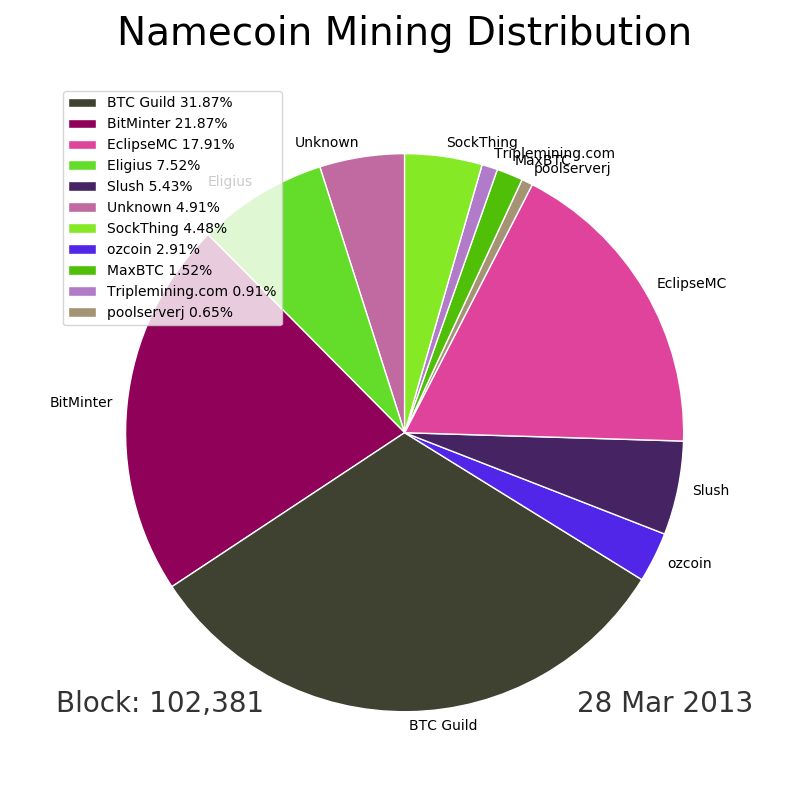 Namecoin Mining Distribution
BTC Guild 31.87%
BitMinter 21.87%
EclipseMC 17.91%
Eligius 7.52%
Slush 5.43%
Unknown 4.91%
SockThing 4.48%
ozcoin 2.91%
MaxBTC 1.52%
Triplemining.com 0.91%
poolserverj 0.65%
Unknown
SockThing
Triplemining.com
MaxBTC
poolserverj
Eligius
EclipseMC
BitMinter
Slush
ozcoin
Block: 102,381
28 Mar 2013
BTC Guild